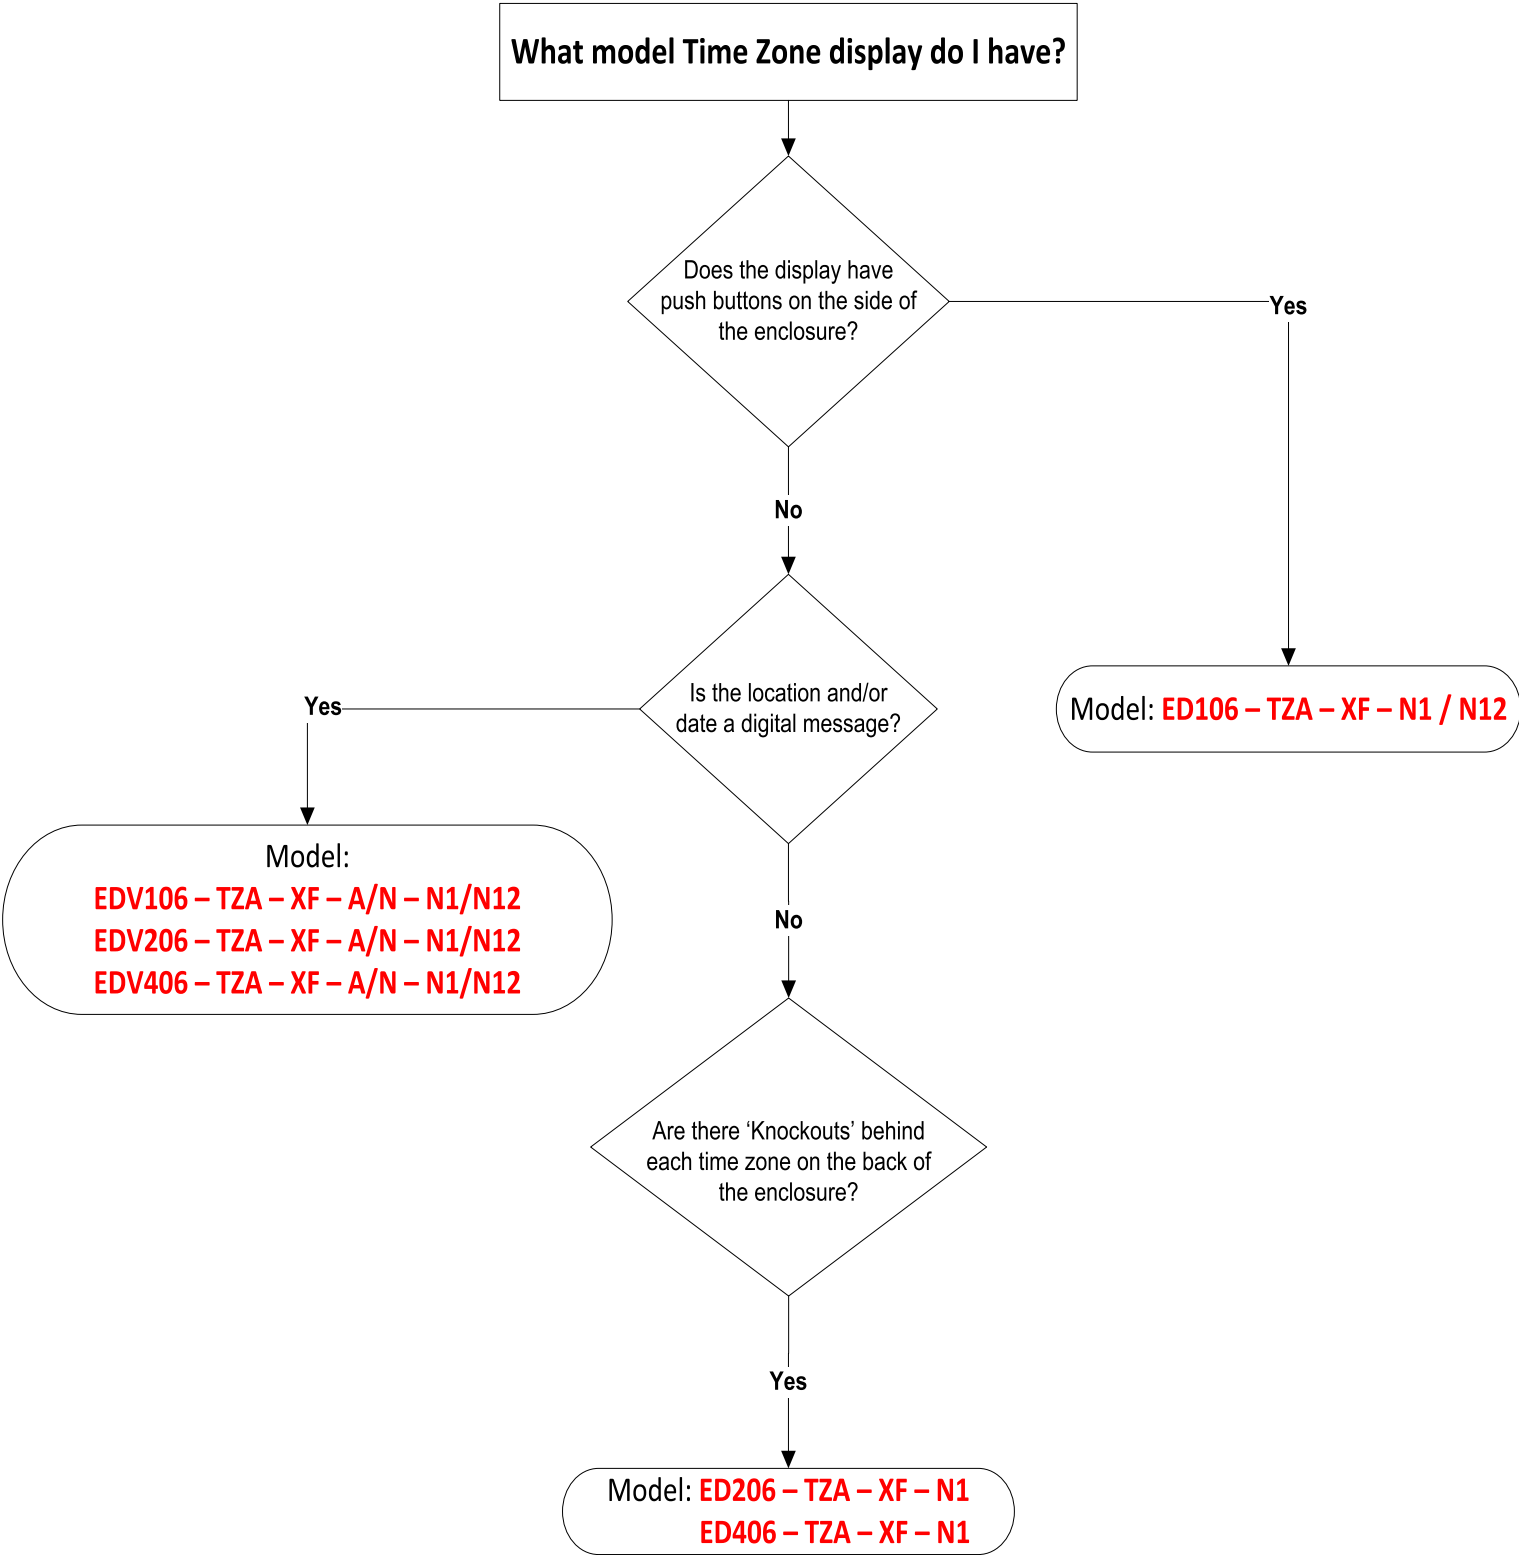 What model Time Zone display do I have?
Does the display have
push buttons on the side of
the enclosure?
Yes
No
Is the location and/or
date a digital message?
Yes
Model: ED106 – TZA – XF – N1 / N12
Model:
EDV106 – TZA – XF – A/N – N1/N12
EDV206 – TZA – XF – A/N – N1/N12
EDV406 – TZA – XF – A/N – N1/N12
No
Are there ‘Knockouts’ behind
each time zone on the back of
the enclosure?
Yes
Model: ED206 – TZA – XF – N1
ED406 – TZA – XF – N1